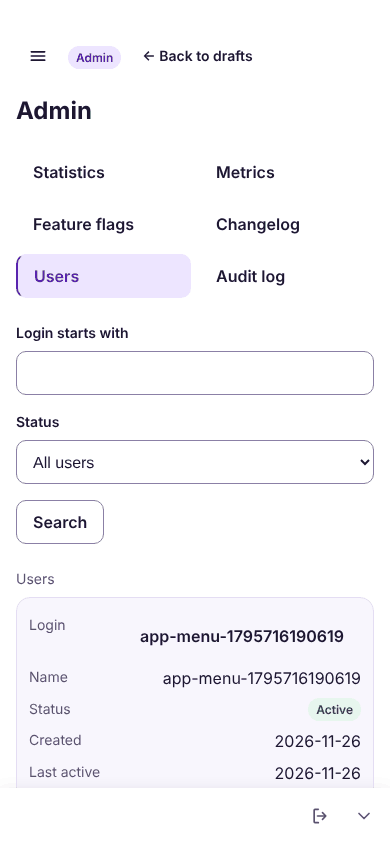 Admin
← Back to drafts
Admin
Statistics
Metrics
Feature flags
Changelog
Users
Audit log
Login starts with
Status
All users
Search
Users
Login
app-menu-1795716190619
Name
app-menu-1795716190619
Status
Active
Created
2026-11-26
Last active
2026-11-26